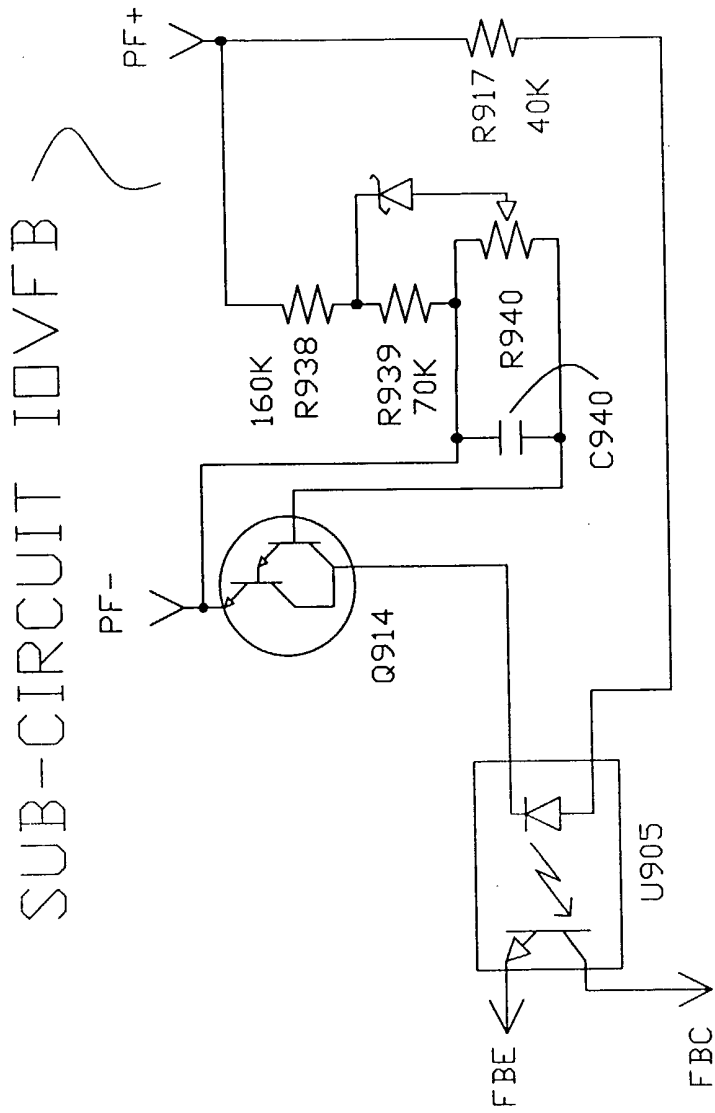 SUB-CIRCUIT IOVFB
PF-
PF+
160K
R938
R939
70K
R940
R917
40K
C940
Q914
U905
FBE
FBC